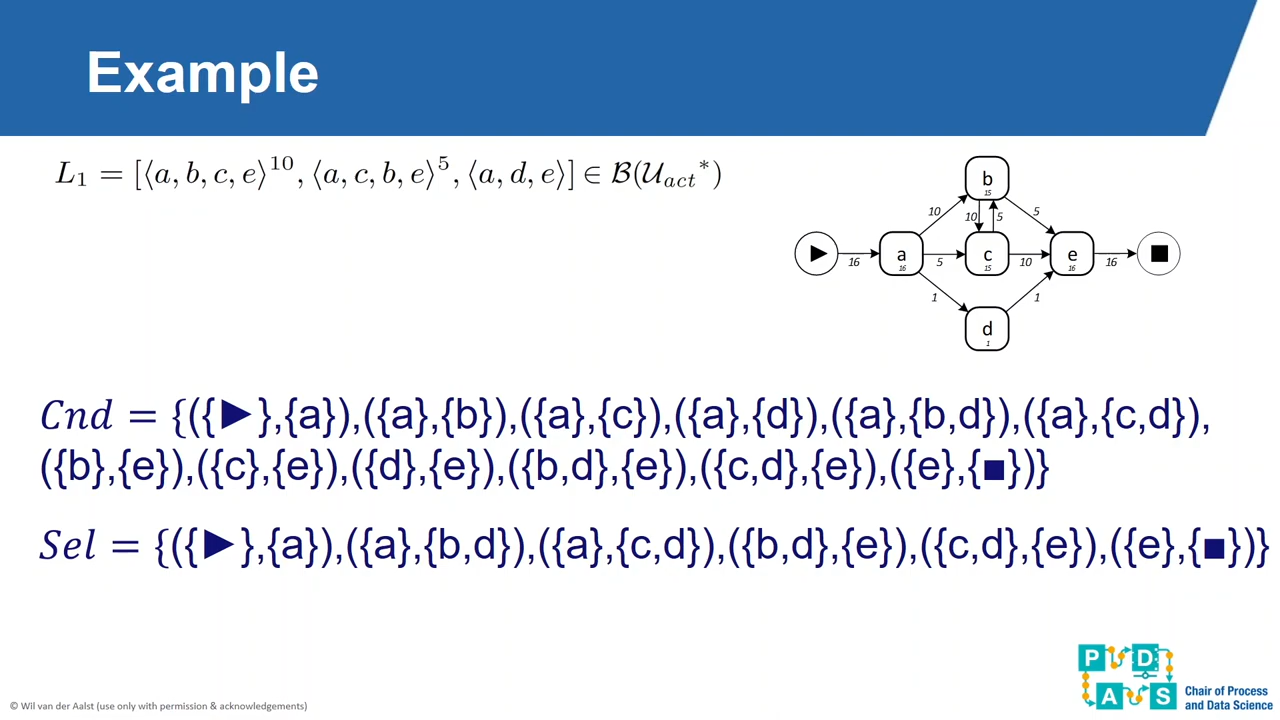 Example
L₁ = [⟨a, b, c, e⟩¹⁰, ⟨a, c, b, e⟩⁵, ⟨a, d, e⟩] ∈ ℬ(𝒰act*)
b
15
10
10
5
5
▶
16
a
16
5
c
15
10
e
16
16
■
1
1
d
1
Cnd = {({▶},{a}),({a},{b}),({a},{c}),({a},{d}),({a},{b,d}),({a},{c,d}),
({b},{e}),({c},{e}),({d},{e}),({b,d},{e}),({c,d},{e}),({e},{■})}
Sel = {({▶},{a}),({a},{b,d}),({a},{c,d}),({b,d},{e}),({c,d},{e}),({e},{■})}
P D
A S
Chair of Process
and Data Science
© Wil van der Aalst (use only with permission & acknowledgements)